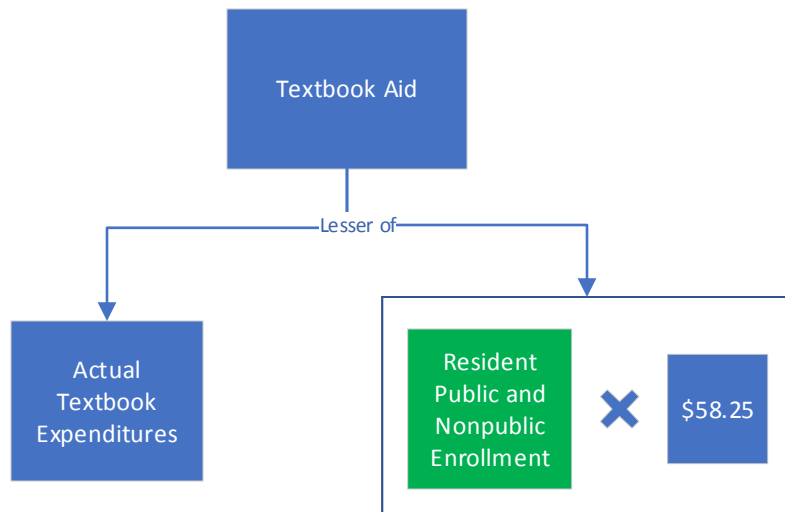 Textbook Aid
Lesser of
Actual
Textbook
Expenditures
Resident
Public and
Nonpublic
Enrollment
$58.25